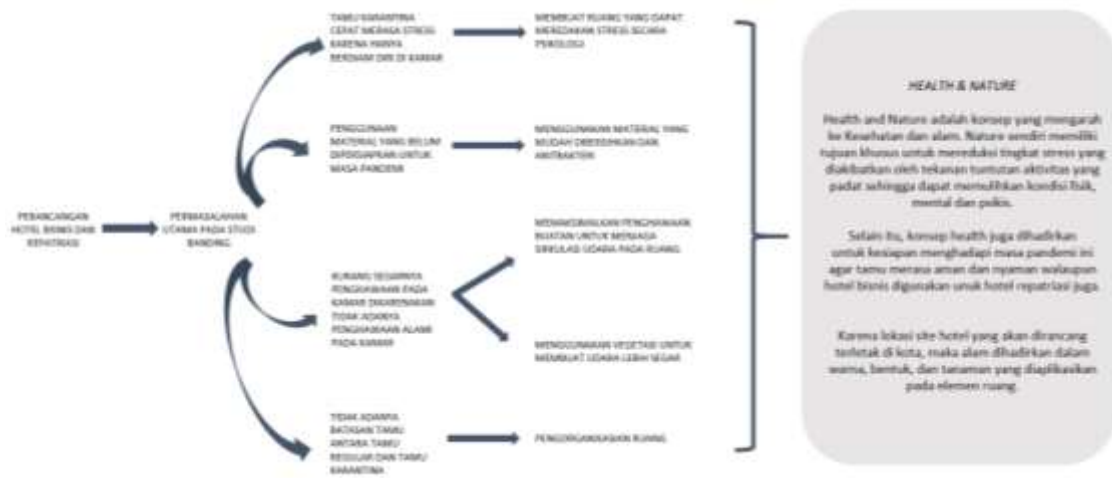 PERANCANGAN
HOTEL BISNIS DAN
REPATRIASI
PERMASALAHAN
UTAMA PADA STUDI
BANDING
TAMU KARANTINA
CEPAT MERASA STRESS
KARENA HANYA
BERDIAM DIRI DI KAMAR
MEMBUAT RUANG YANG DAPAT
MEREDAKAN STRESS SECARA
PSIKOLOGI
PENGGUNAAN
MATERIAL YANG BELUM
DIPERSIAPKAN UNTUK
MASA PANDEMI
MENGGUNAKAN MATERIAL YANG
MUDAH DIBERSIHKAN DAN
ANTIBAKTERI
KURANG SEGARNYA
PENGHAWAAN PADA
KAMAR DIKARENAKAN
TIDAK ADANYA
PENGHAWAAN ALAMI
PADA KAMAR
MEMAKSIMALKAN PENGHAWAAN
BUATAN UNTUK MENJAGA
SIRKULASI UDARA PADA RUANG
MENGGUNAKAN VEGETASI UNTUK
MEMBUAT UDARA LEBIH SEGAR
TIDAK ADANYA
BATASAN TAMU
ANTARA TAMU
REGULAR DAN TAMU
KARANTINA
PENGORGANISASIAN RUANG
HEALTH & NATURE
Health and Nature adalah konsep yang mengarah
ke Kesehatan dan alam. Nature sendiri memiliki
tujuan khusus untuk mereduksi tingkat stress yang
diakibatkan oleh tekanan tuntutan aktivitas yang
padat sehingga dapat memulihkan kondisi fisik,
mental dan psikis.
Selain itu, konsep health juga dihadirkan
untuk kesiapan menghadapi masa pandemi ini
agar tamu merasa aman dan nyaman walaupun
hotel bisnis digunakan unuk hotel repatriasi juga.
Karena lokasi site hotel yang akan dirancang
terletak di kota, maka alam dihadirkan dalam
warna, bentuk, dan tanaman yang diaplikasikan
pada elemen ruang.